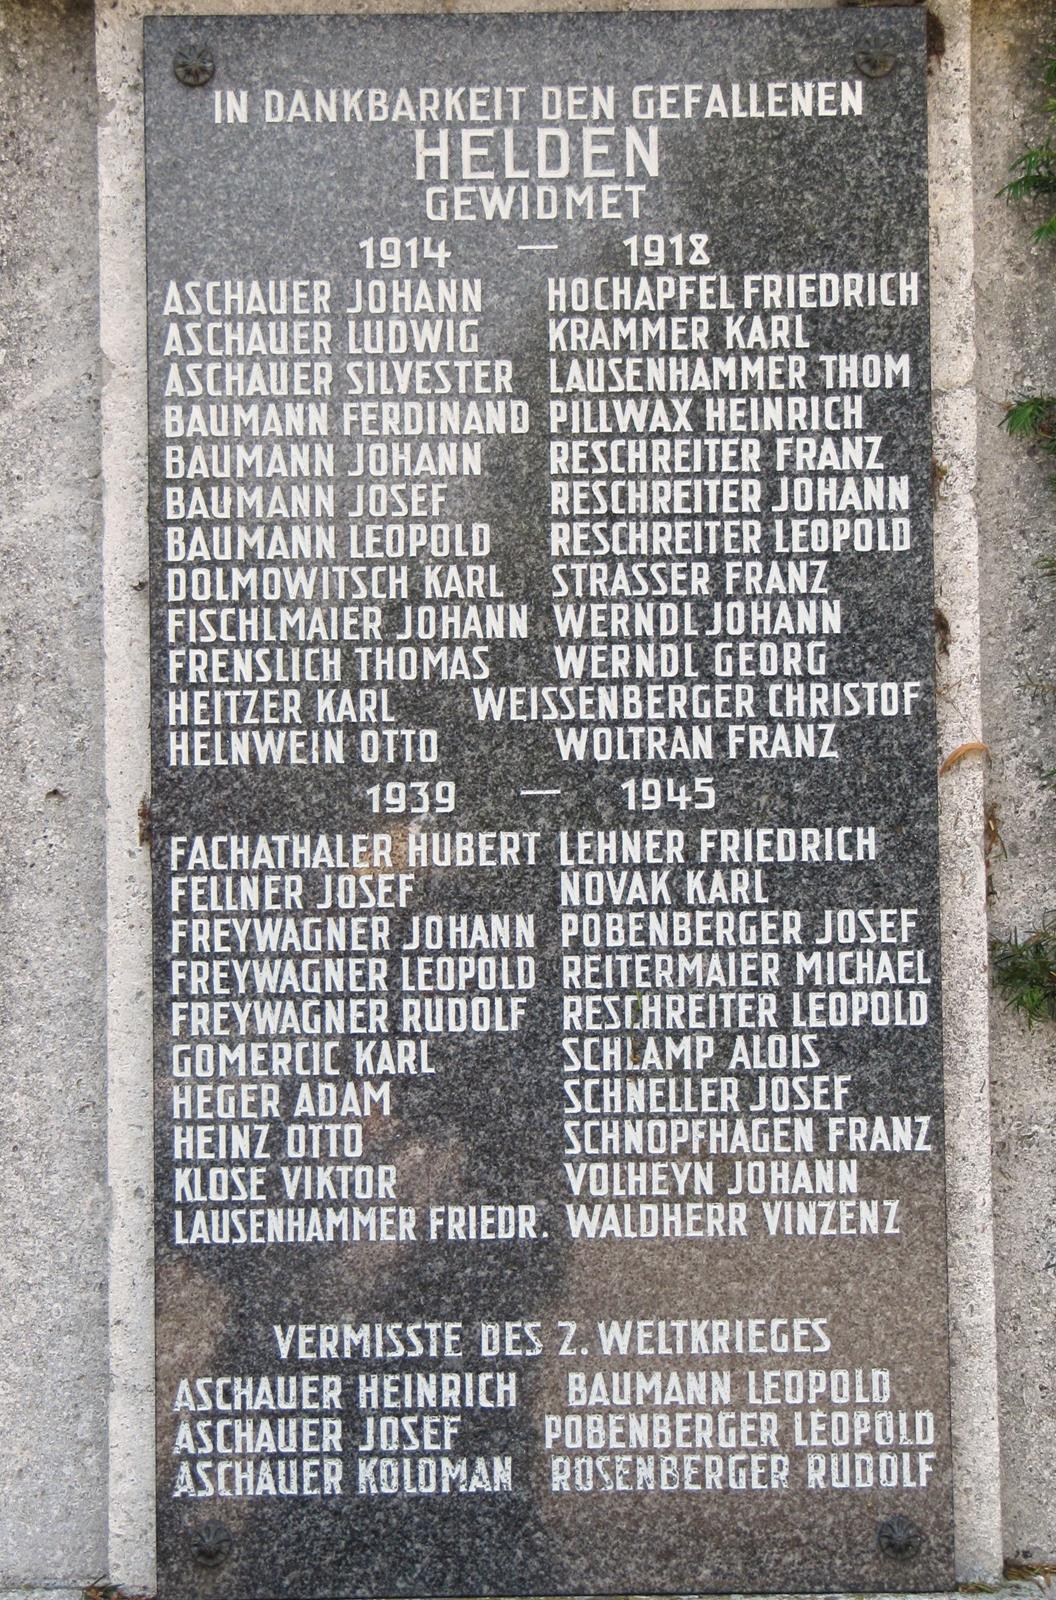 IN DANKBARKEIT DEN GEFALLENEN
HELDEN
GEWIDMET
1914 — 1918
ASCHAUER JOHANN
ASCHAUER LUDWIG
ASCHAUER SILVESTER
BAUMANN FERDINAND
BAUMANN JOHANN
BAUMANN JOSEF
BAUMANN LEOPOLD
DOLMOWITSCH KARL
FISCHLMAIER JOHANN
FRENSLICH THOMAS
HEITZER KARL
HELNWEIN OTTO
HOCHAPFEL FRIEDRICH
KRAMMER KARL
LAUSENHAMMER THOM
PILLWAX HEINRICH
RESCHREITER FRANZ
RESCHREITER JOHANN
RESCHREITER LEOPOLD
STRASSER FRANZ
WERNDL JOHANN
WERNDL GEORG
WEISSENBERGER CHRISTOF
WOLTRAN FRANZ
1939 — 1945
FACHATHALER HUBERT
FELLNER JOSEF
FREYWAGNER JOHANN
FREYWAGNER LEOPOLD
FREYWAGNER RUDOLF
GOMERCIC KARL
HEGER ADAM
HEINZ OTTO
KLOSE VIKTOR
LAUSENHAMMER FRIEDR.
LEHNER FRIEDRICH
NOVAK KARL
POBENBERGER JOSEF
REITERMAIER MICHAEL
RESCHREITER LEOPOLD
SCHLAMP ALOIS
SCHNELLER JOSEF
SCHNOPFHAGEN FRANZ
VOLHEYN JOHANN
WALDHERR VINZENZ
VERMISSTE DES 2. WELTKRIEGES
ASCHAUER HEINRICH
ASCHAUER JOSEF
ASCHAUER KOLOMAN
BAUMANN LEOPOLD
POBENBERGER LEOPOLD
ROSENBERGER RUDOLF